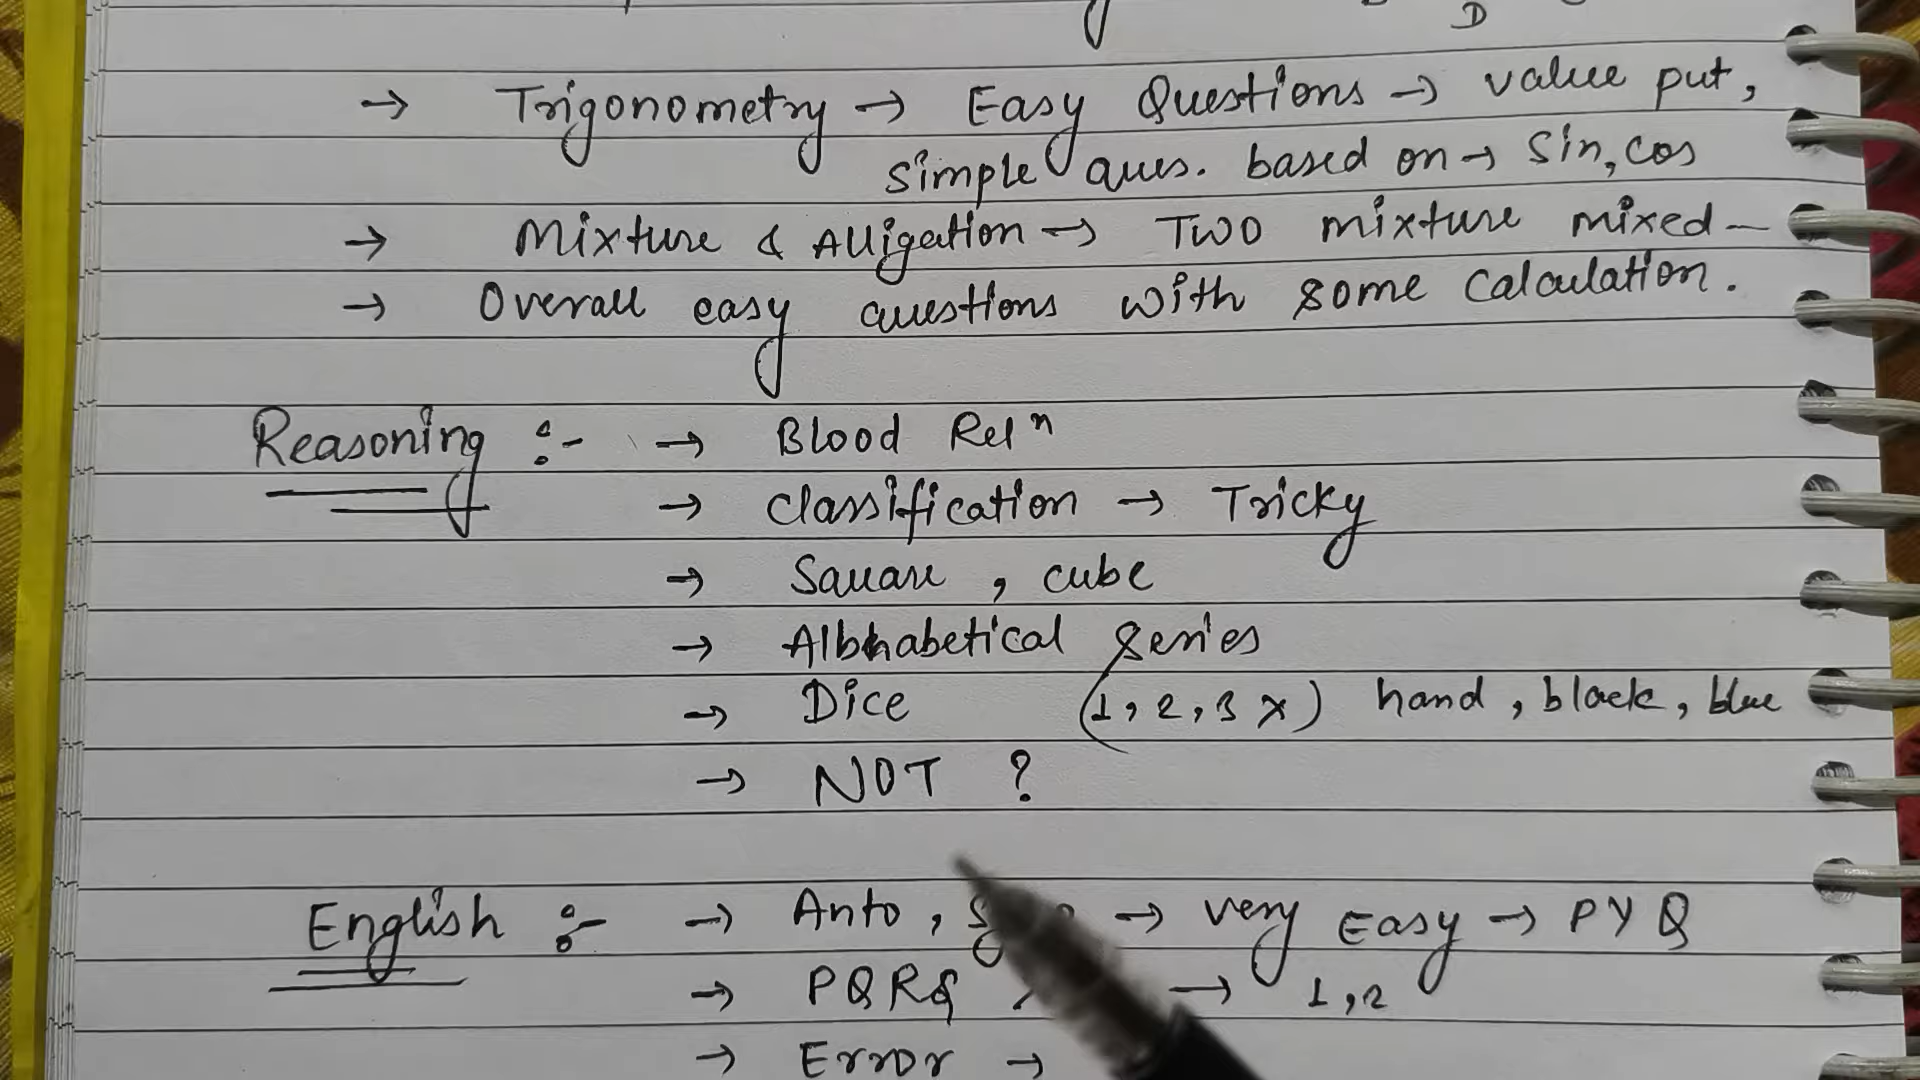 D
→ Trigonometry → Easy Questions → value put,
simple ques. based on → Sin, cos
→ Mixture & Alligation → Two mixture mixed —
→ Overall easy questions with some calculation.
Reasoning :- → Blood Relⁿ
→ Classification → Tricky
→ Square , cube
→ Alphabetical series
→ Dice (1, 2, 3 x) hand, black, blue
→ NOT ?
English :- → Anto, → very Easy → PYQ
→ PQRS → 1,2
→ Error →